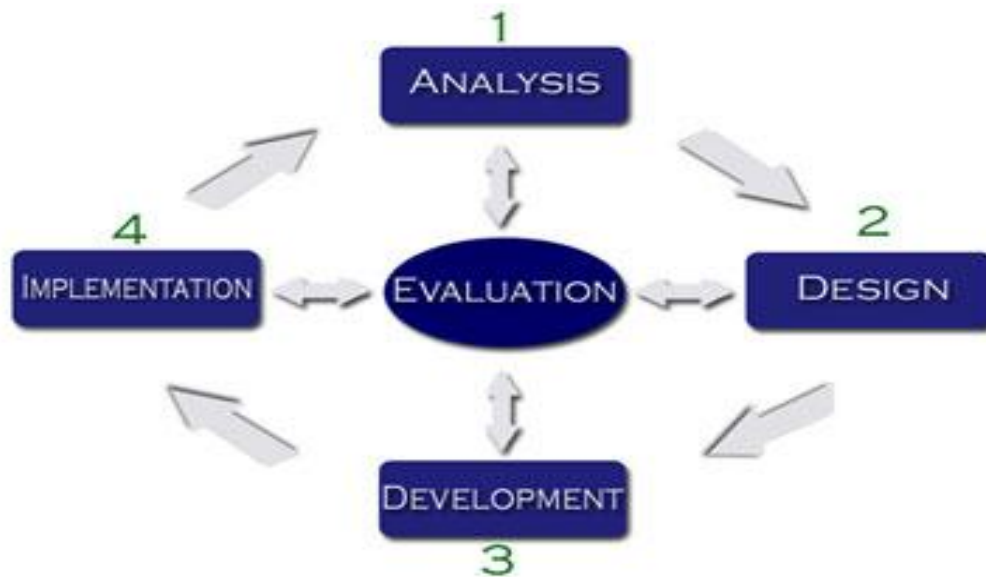 1
ANALYSIS
2
DESIGN
4
IMPLEMENTATION
EVALUATION
DEVELOPMENT
3